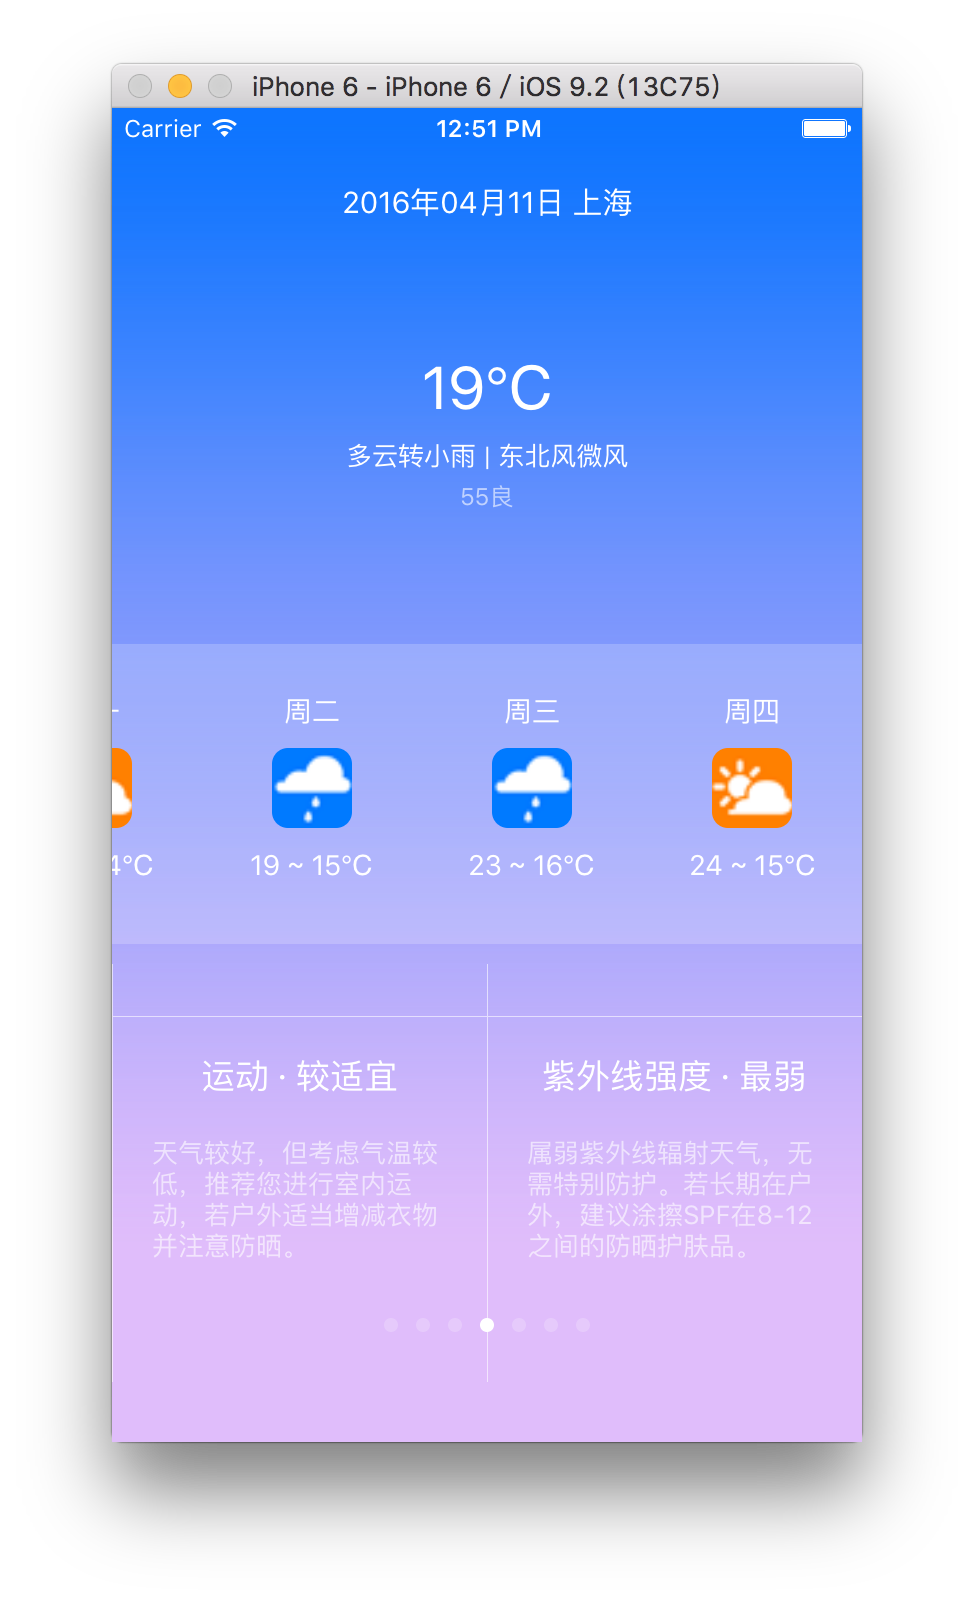 iPhone 6 - iPhone 6 / iOS 9.2 (13C75)
Carrier 12:51 PM
2016年04月11日 上海
19°C
多云转小雨 | 东北风微风
55良
周二 周三 周四
4°C 19 ~ 15°C 23 ~ 16°C 24 ~ 15°C
运动 · 较适宜
天气较好，但考虑气温较
低，推荐您进行室内运
动，若户外适当增减衣物
并注意防晒。
紫外线强度 · 最弱
属弱紫外线辐射天气，无
需特别防护。若长期在户
外，建议涂擦SPF在8-12
之间的防晒护肤品。